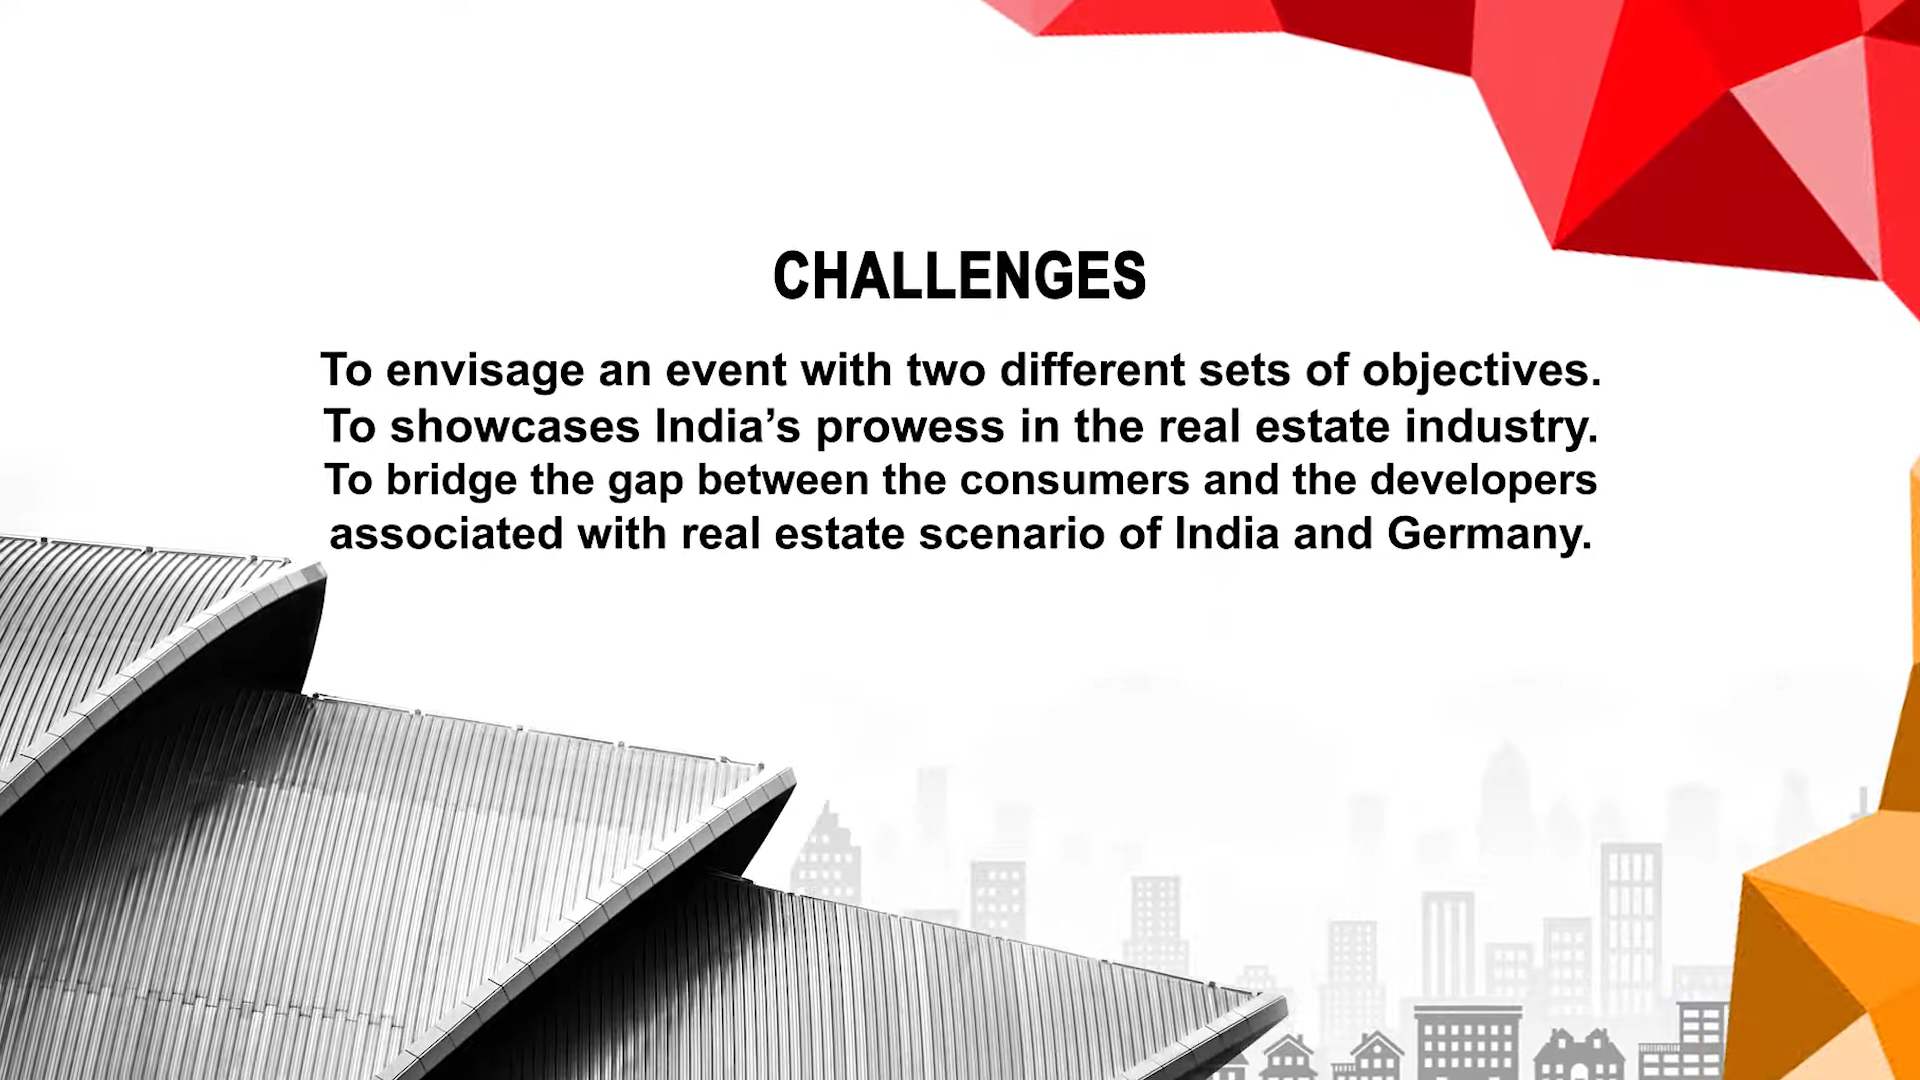 CHALLENGES
To envisage an event with two different sets of objectives.
To showcases India’s prowess in the real estate industry.
To bridge the gap between the consumers and the developers
associated with real estate scenario of India and Germany.